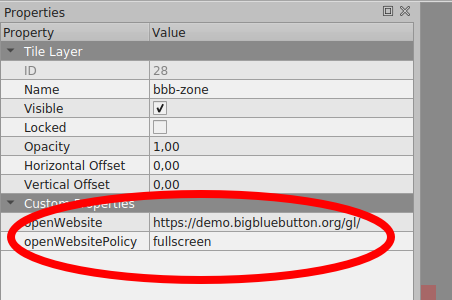 Properties
Property Value
Tile Layer
ID 28
Name bbb-zone
Visible
Locked
Opacity 1,00
Horizontal Offset 0,00
Vertical Offset 0,00
Custom Properties
openWebsite https://demo.bigbluebutton.org/gl/
openWebsitePolicy fullscreen